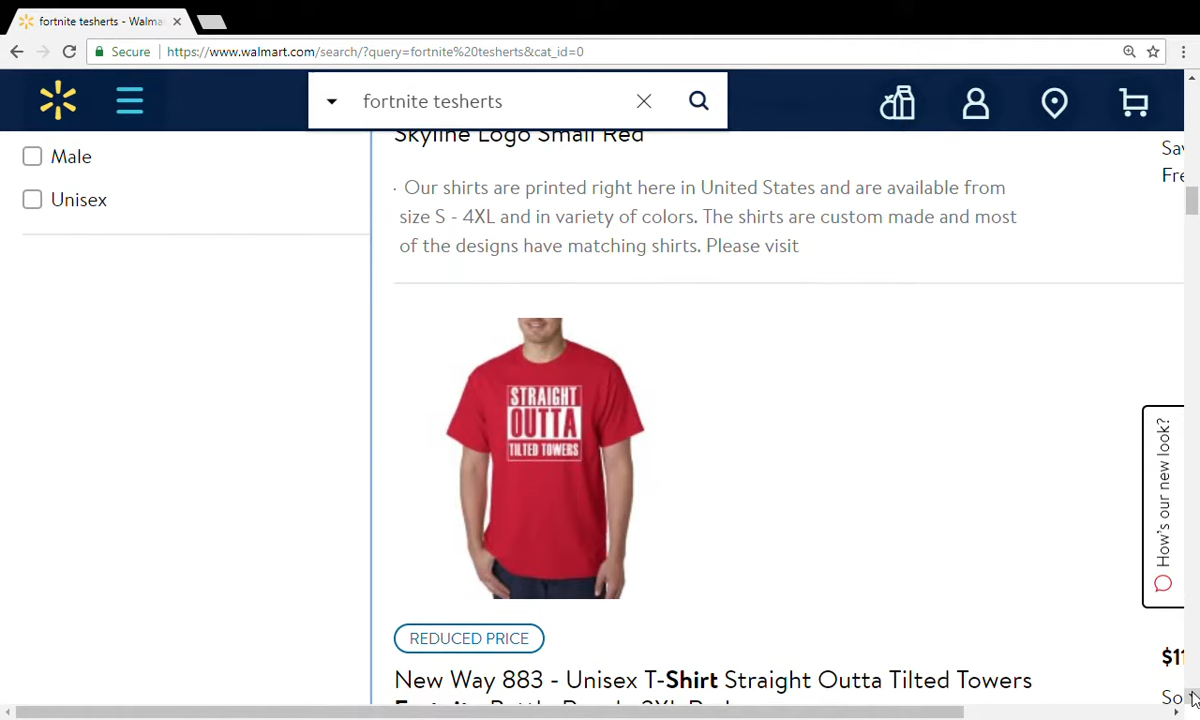 fortnite tesherts - Walma
Secure
https://www.walmart.com/search/?query=fortnite%20tesherts&cat_id=0
fortnite tesherts
Male
Unisex
Skyline Logo Small Red
· Our shirts are printed right here in United States and are available from
size S - 4XL and in variety of colors. The shirts are custom made and most
of the designs have matching shirts. Please visit
Sav
Fre
STRAIGHT
OUTTA
TILTED TOWERS
How's our new look?
REDUCED PRICE
New Way 883 - Unisex T-Shirt Straight Outta Tilted Towers
$11
So